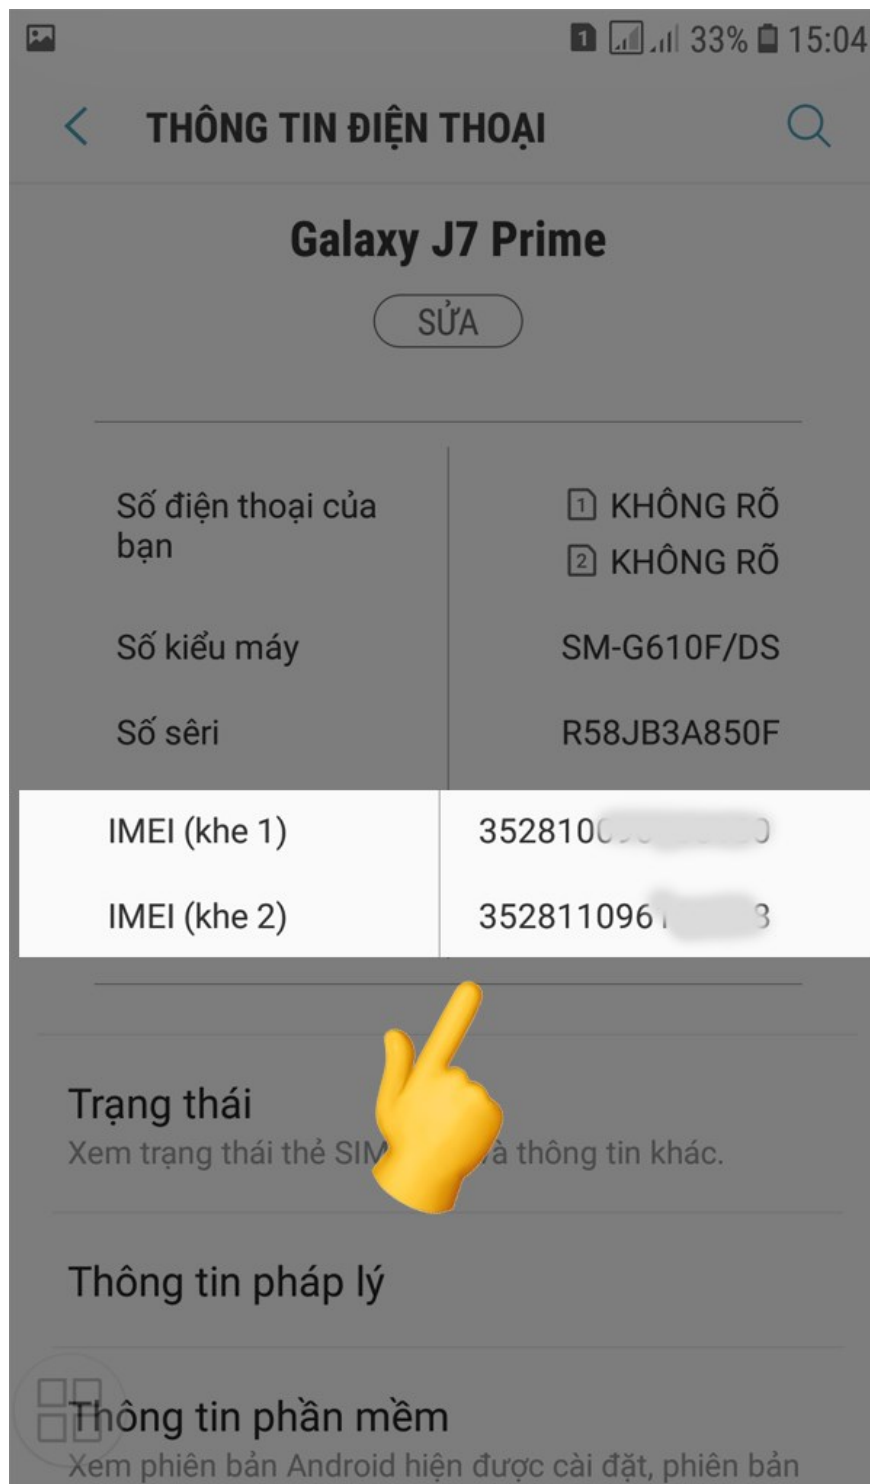 33% 15:04
THÔNG TIN ĐIỆN THOẠI
Galaxy J7 Prime
SỬA
Số điện thoại của
bạn
1 KHÔNG RÕ
2 KHÔNG RÕ
Số kiểu máy SM-G610F/DS
Số sêri R58JB3A850F
IMEI (khe 1)
IMEI (khe 2)
Trạng thái
Xem trạng thái thẻ thông tin khác.
Thông tin pháp lý
Thông tin phần mềm
Xem phiên bản Android hiện được cài đặt, phiên bản